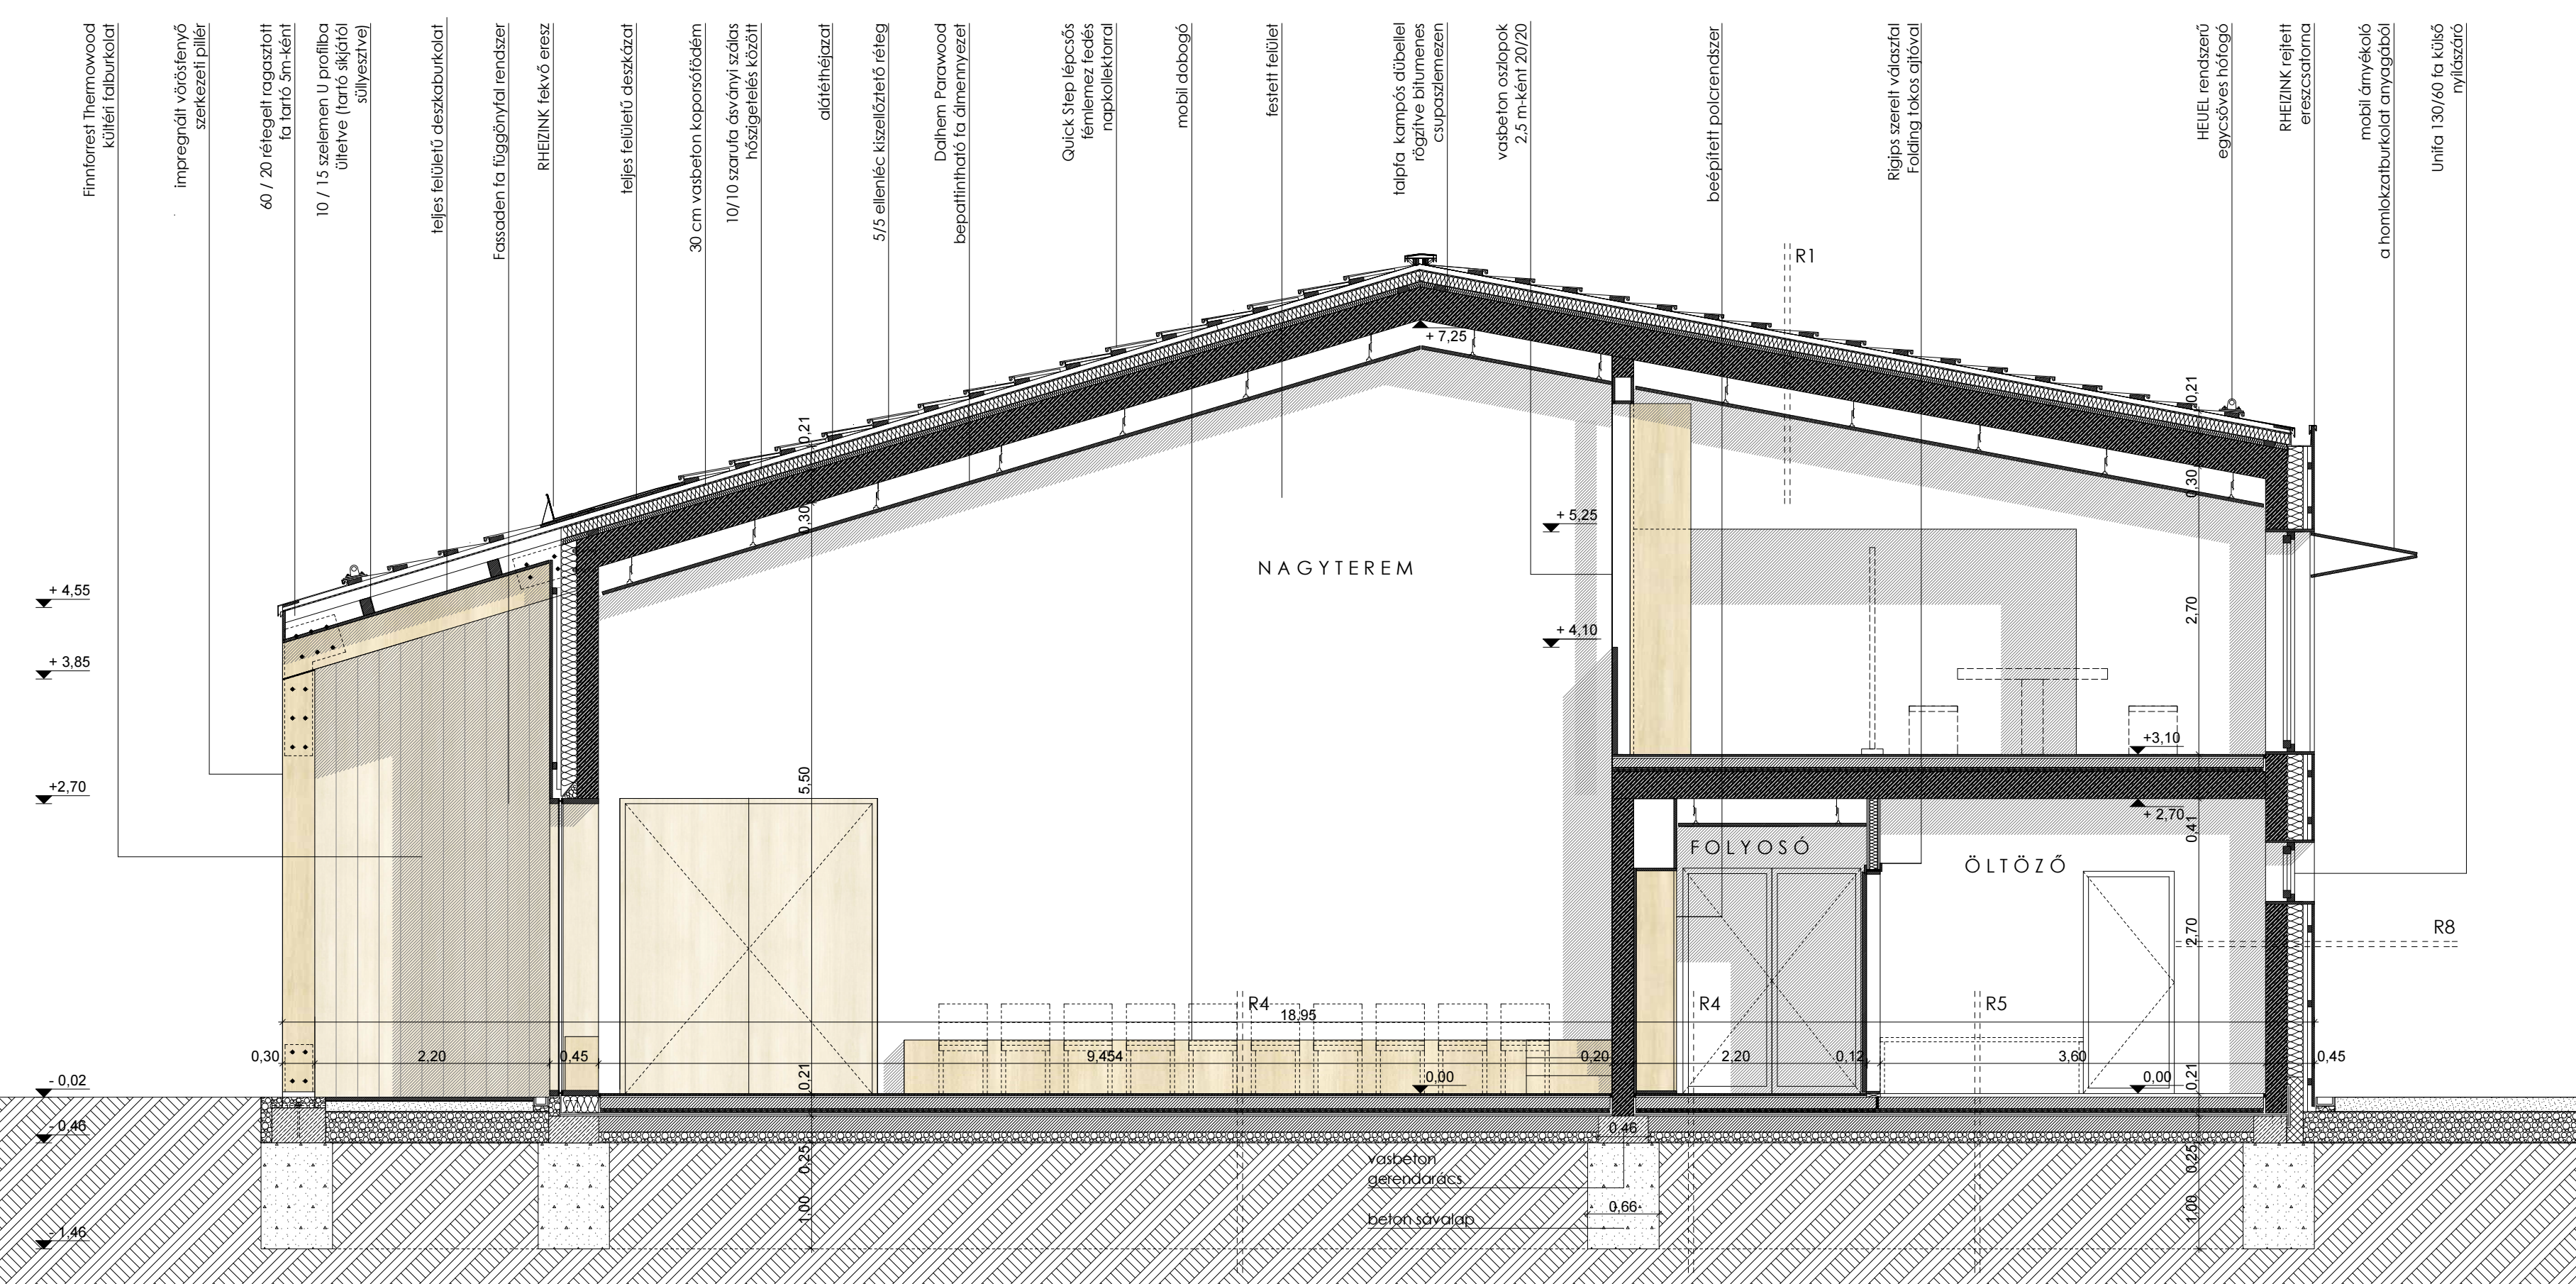 Finnforrest Thermowood
kültéri falburkolat
impregnált vörösfenyő
szerkezeti pillér
60 / 20 rétegelt ragasztott
fa tartó 5m-ként
10 / 15 szelemen U profilba
ültetve (tartó síkjától
süllyesztve)
teljes felületű deszkaburkolat
Fassaden fa függönyfal rendszer
RHEIZINK fekvő eresz
teljes felületű deszkázat
30 cm vasbeton koporsófödém
10/10 szarufa ásványi szálas
hőszigetelés között
alátéthéjazat
5/5 ellenléc kiszellőztető réteg
Dalhem Parawood
bepattintható fa álmennyezet
Quick Step lépcsős
fémlemez fedés
napkollektorral
mobil dobogó
festett felület
talpfa kampós dübellel
rögzítve bitumenes
csupaszlemezen
vasbeton oszlopok
2,5 m-ként 20/20
beépített polcrendszer
Rigips szerelt válaszfal
Folding tokos ajtóval
HEUEL rendszerű
egycsöves hófogó
RHEIZINK rejtett
ereszcsatorna
mobil árnyékoló
a homlokzatburkolat anyagából
Unifa 130/60 fa külső
nyílászáró
R1
+ 7,25
0,21
0,21
0,30
0,30
+ 5,25
NAGYTEREM
+ 4,55
+ 4,10
2,70
+ 3,85
+3,10
+2,70
5,50
+ 2,70
0,41
FOLYOSÓ
ÖLTÖZŐ
2,70
R8
R4
R4
R5
18,95
0,30
2,20
0,45
9,454
0,20
2,20
0,12
3,60
0,45
- 0,02
0,21
0,00
0,00
0,21
- 0,46
0,46
0,25
vasbeton
gerendarács
0,25
1,00
0,66
1,00
beton sávalap
- 1,46